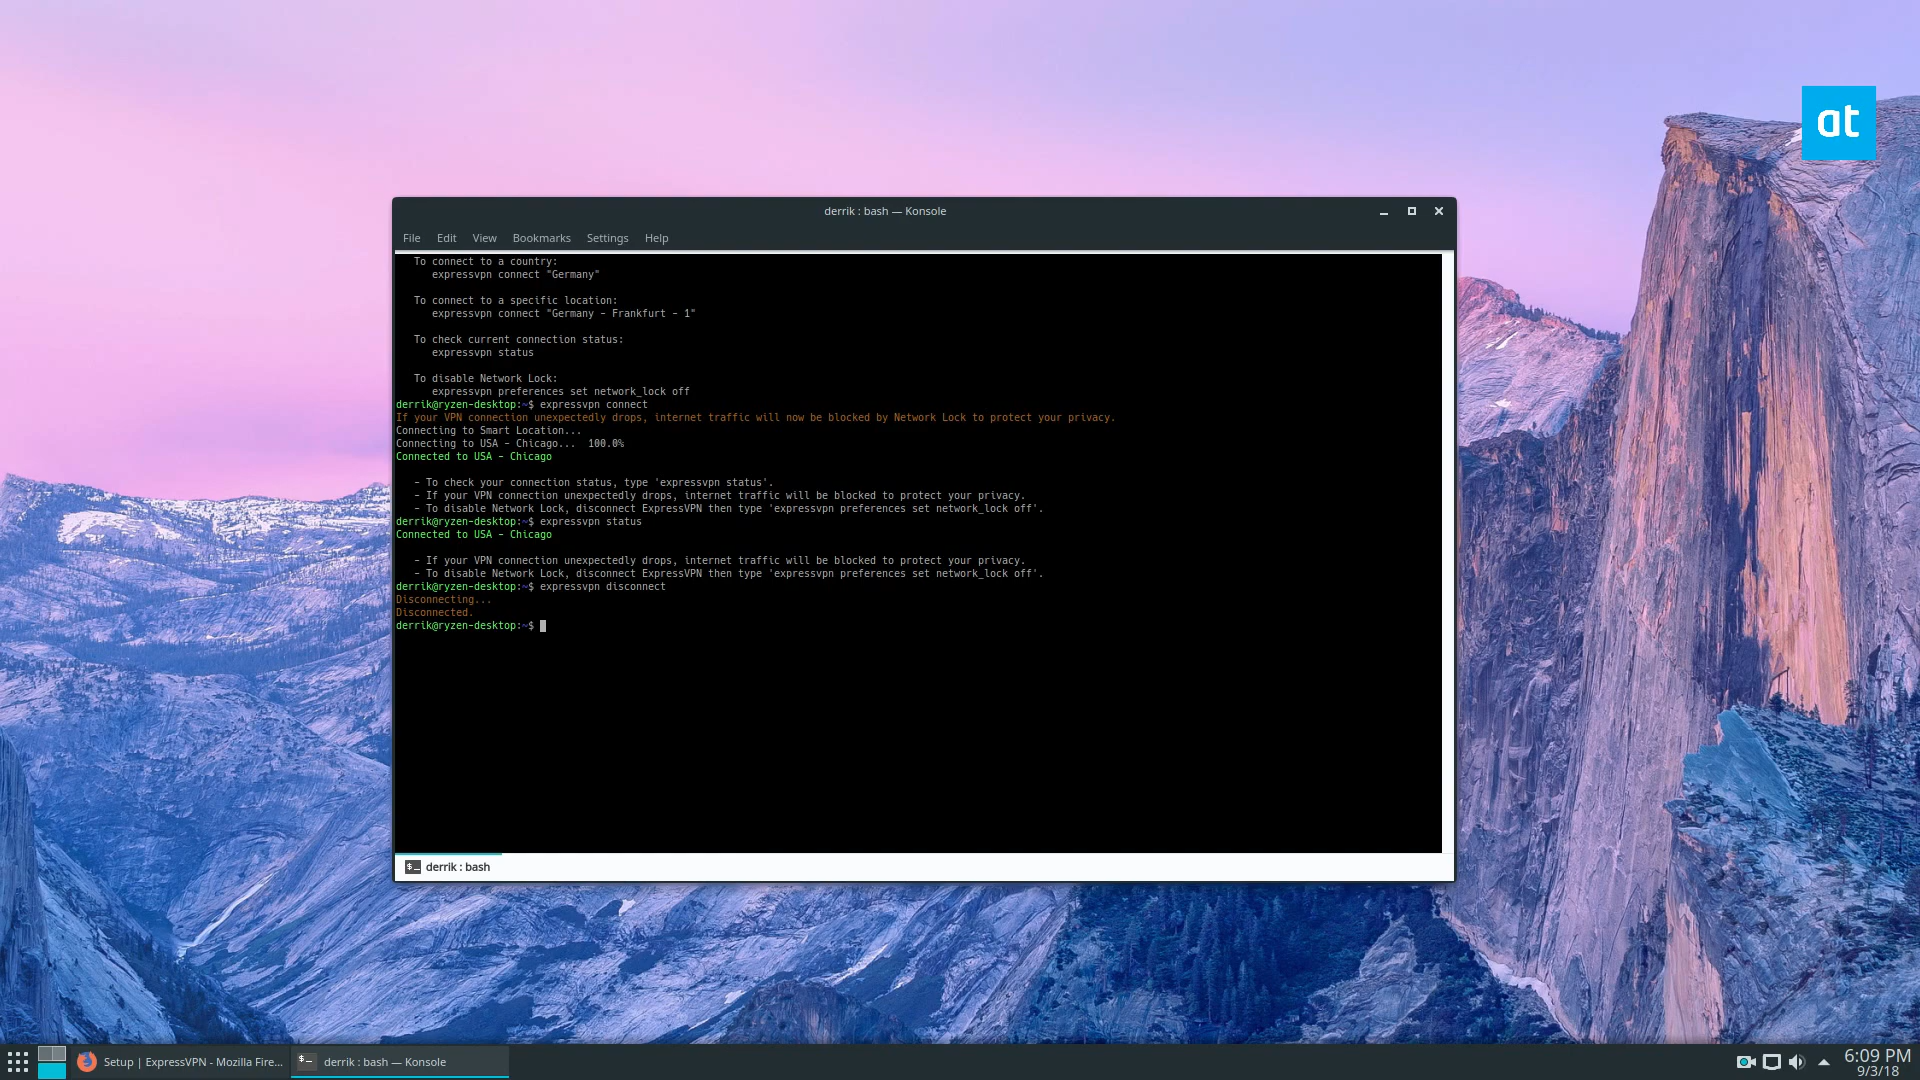 at
derrik : bash — Konsole
File Edit View Bookmarks Settings Help
To connect to a country:
expressvpn connect "Germany"
To connect to a specific location:
expressvpn connect "Germany - Frankfurt - 1"
To check current connection status:
expressvpn status
To disable Network Lock:
expressvpn preferences set network_lock off
derrik@ryzen-desktop:~$ expressvpn connect
If your VPN connection unexpectedly drops, internet traffic will now be blocked by Network Lock to protect your privacy.
Connecting to Smart Location...
Connecting to USA - Chicago... 100.0%
Connected to USA - Chicago
- To check your connection status, type 'expressvpn status'.
- If your VPN connection unexpectedly drops, internet traffic will be blocked to protect your privacy.
- To disable Network Lock, disconnect ExpressVPN then type 'expressvpn preferences set network_lock off'.
derrik@ryzen-desktop:~$ expressvpn status
Connected to USA - Chicago
- If your VPN connection unexpectedly drops, internet traffic will be blocked to protect your privacy.
- To disable Network Lock, disconnect ExpressVPN then type 'expressvpn preferences set network_lock off'.
derrik@ryzen-desktop:~$ expressvpn disconnect
Disconnecting...
Disconnected.
derrik@ryzen-desktop:~$
derrik : bash
Setup | ExpressVPN - Mozilla Fire...
derrik : bash — Konsole
6:09 PM
9/3/18